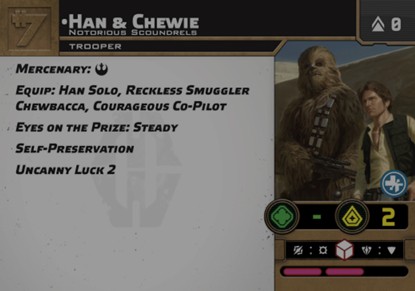 •Han & Chewie
Notorious Scoundrels
0
Trooper
Mercenary:
Equip: Han Solo, Reckless Smuggler
Chewbacca, Courageous Co-Pilot
Eyes on the Prize: Steady
Self-Preservation
Uncanny Luck 2
- 2
: :